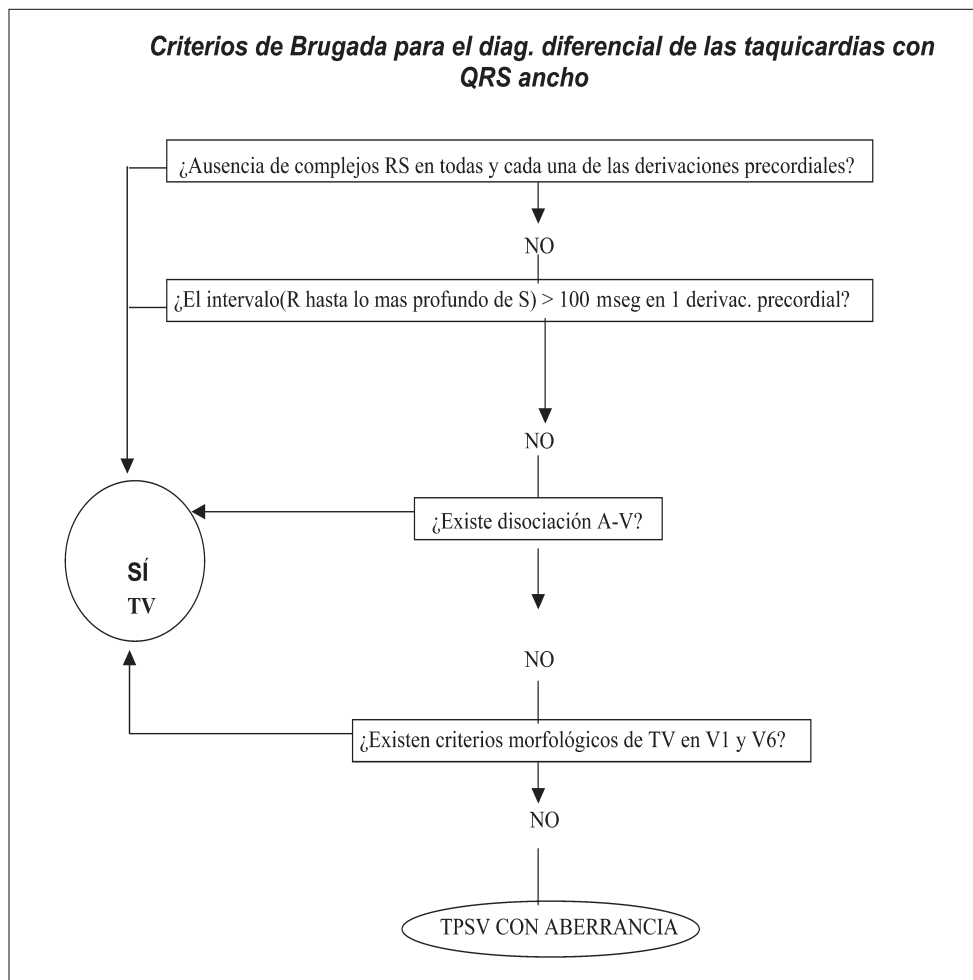 Criterios de Brugada para el diag. diferencial de las taquicardias con
QRS ancho
¿Ausencia de complejos RS en todas y cada una de las derivaciones precordiales?
NO
¿El intervalo(R hasta lo mas profundo de S) > 100 mseg en 1 derivac. precordial?
NO
¿Existe disociación A-V?
SÍ
TV
NO
¿Existen criterios morfológicos de TV en V1 y V6?
NO
TPSV CON ABERRANCIA